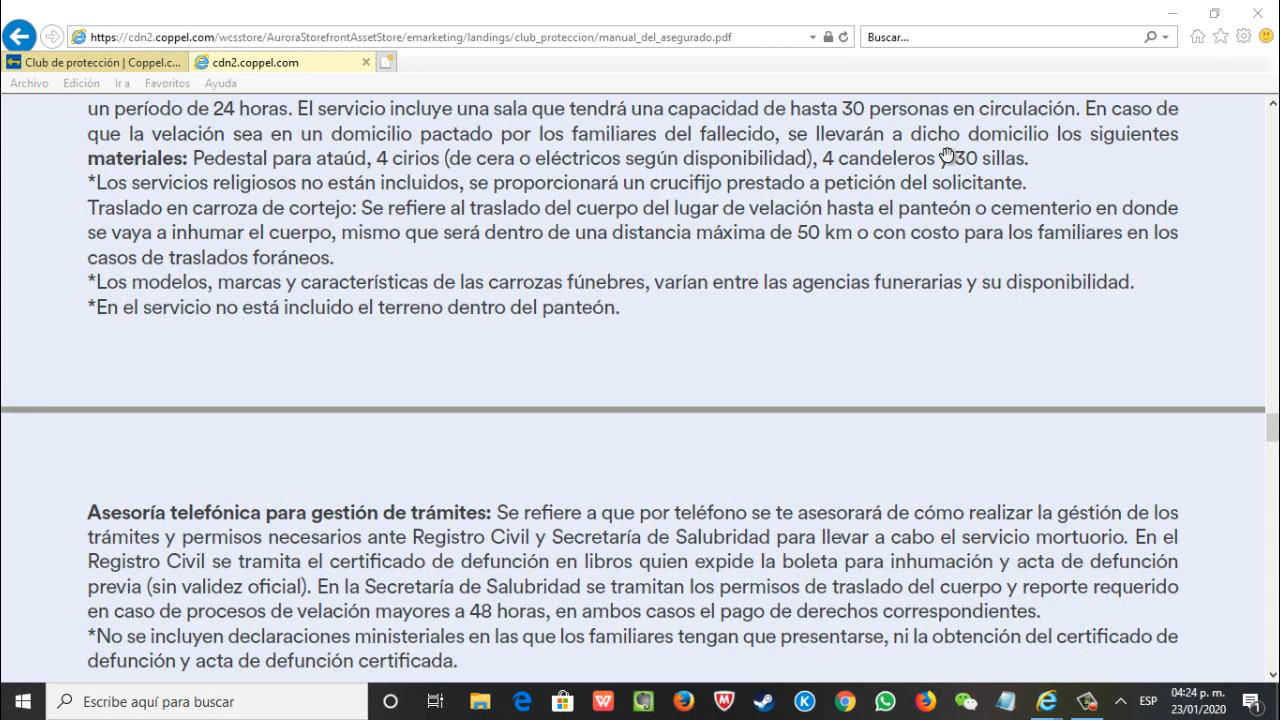 https://cdn2.coppel.com/wcsstore/AuroraStorefrontAssetStore/emarketing/landings/club_proteccion/manual_del_asegurado.pdf
Buscar...
Club de protección | Coppel.c...
cdn2.coppel.com
Archivo Edición Ir a Favoritos Ayuda
un período de 24 horas. El servicio incluye una sala que tendrá una capacidad de hasta 30 personas en circulación. En caso de
que la velación sea en un domicilio pactado por los familiares del fallecido, se llevarán a dicho domicilio los siguientes
materiales: Pedestal para ataúd, 4 cirios (de cera o eléctricos según disponibilidad), 4 candeleros y 30 sillas.
*Los servicios religiosos no están incluidos, se proporcionará un crucifijo prestado a petición del solicitante.
Traslado en carroza de cortejo: Se refiere al traslado del cuerpo del lugar de velación hasta el panteón o cementerio en donde
se vaya a inhumar el cuerpo, mismo que será dentro de una distancia máxima de 50 km o con costo para los familiares en los
casos de traslados foráneos.
*Los modelos, marcas y características de las carrozas fúnebres, varían entre las agencias funerarias y su disponibilidad.
*En el servicio no está incluido el terreno dentro del panteón.
Asesoría telefónica para gestión de trámites: Se refiere a que por teléfono se te asesorará de cómo realizar la géstión de los
trámites y permisos necesarios ante Registro Civil y Secretaría de Salubridad para llevar a cabo el servicio mortuorio. En el
Registro Civil se tramita el certificado de defunción en libros quien expide la boleta para inhumación y acta de defunción
previa (sin validez oficial). En la Secretaría de Salubridad se tramitan los permisos de traslado del cuerpo y reporte requerido
en caso de procesos de velación mayores a 48 horas, en ambos casos el pago de derechos correspondientes.
*No se incluyen declaraciones ministeriales en las que los familiares tengan que presentarse, ni la obtención del certificado de
defunción y acta de defunción certificada.
Escribe aquí para buscar
ESP
04:24 p. m.
23/01/2020
1